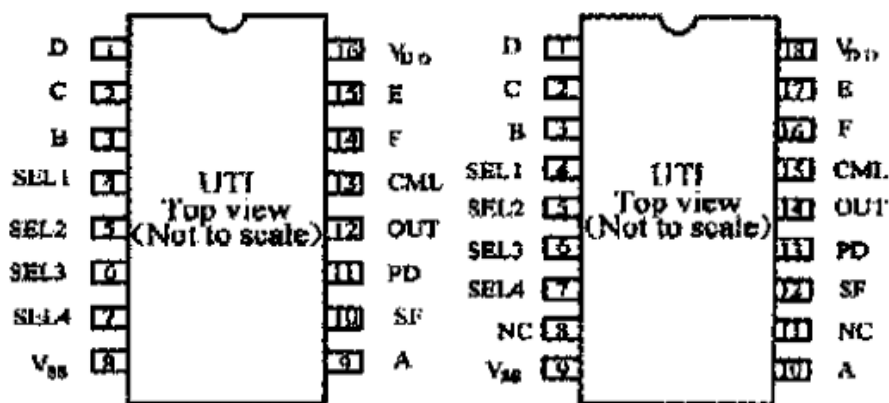 D 1 16 VDD
C 2 15 E
B 3 14 F
SEL1 4 13 CML
SEL2 5 12 OUT
SEL3 6 11 PD
SEL4 7 10 SF
VSS 8 9 A
UTI
Top view
(Not to scale)
D 1 18 VDD
C 2 17 E
B 3 16 F
SEL1 4 15 CML
SEL2 5 14 OUT
SEL3 6 13 PD
SEL4 7 12 SF
NC 8 11 NC
VSS 9 10 A
UTI
Top view
(Not to scale)